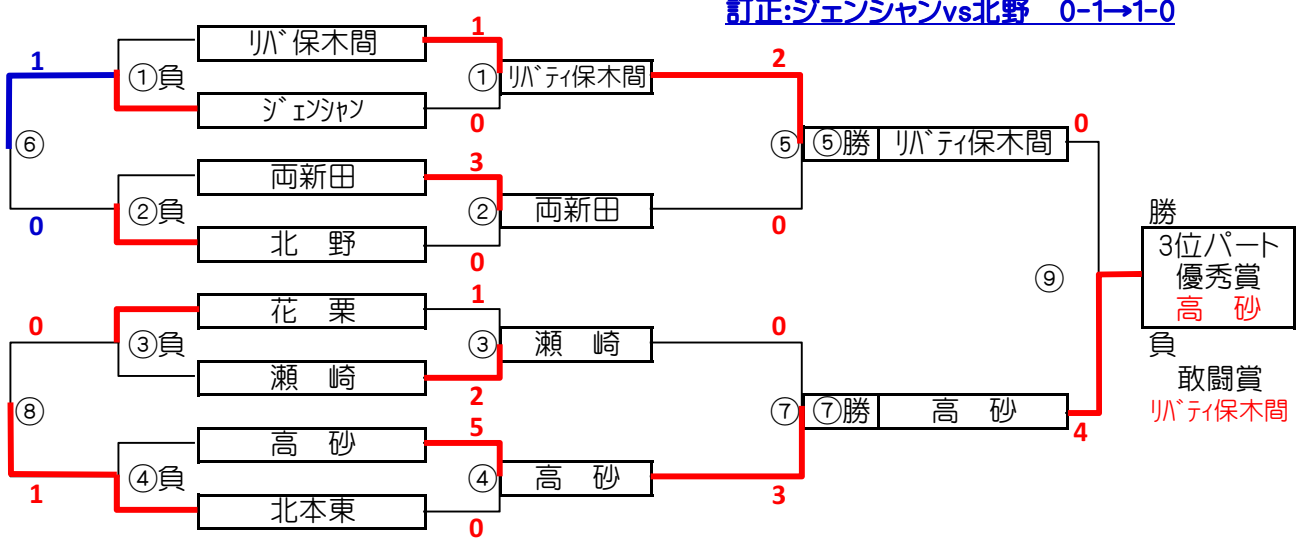 訂正:ジェンシャンvs北野　0-1→1-0
リバ保木間
1
1
①負
①
リバティ保木間
2
ジェンシャン
0
⑥
⑤
⑤勝
リバティ保木間
0
両新田
3
②負
②
両新田
0
北　野
0
0
勝
3位パート
優秀賞
高　砂
⑨
花　栗
1
0
③負
③
瀬　崎
0
瀬　崎
2
負
敢闘賞
リバティ保木間
⑧
⑦
⑦勝
高　砂
4
高　砂
5
④負
④
高　砂
3
1
北本東
0